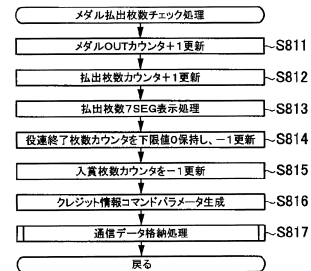 メダル払出枚数チェック処理
メダルOUTカウンタ+1更新
~S811
払出枚数カウンタ+1更新
~S812
払出枚数7SEG表示処理
~S813
役連終了枚数カウンタを下限値0保持し、-1更新
~S814
入賞枚数カウンタを-1更新
~S815
クレジット情報コマンドパラメータ生成
~S816
通信データ格納処理
~S817
戻る